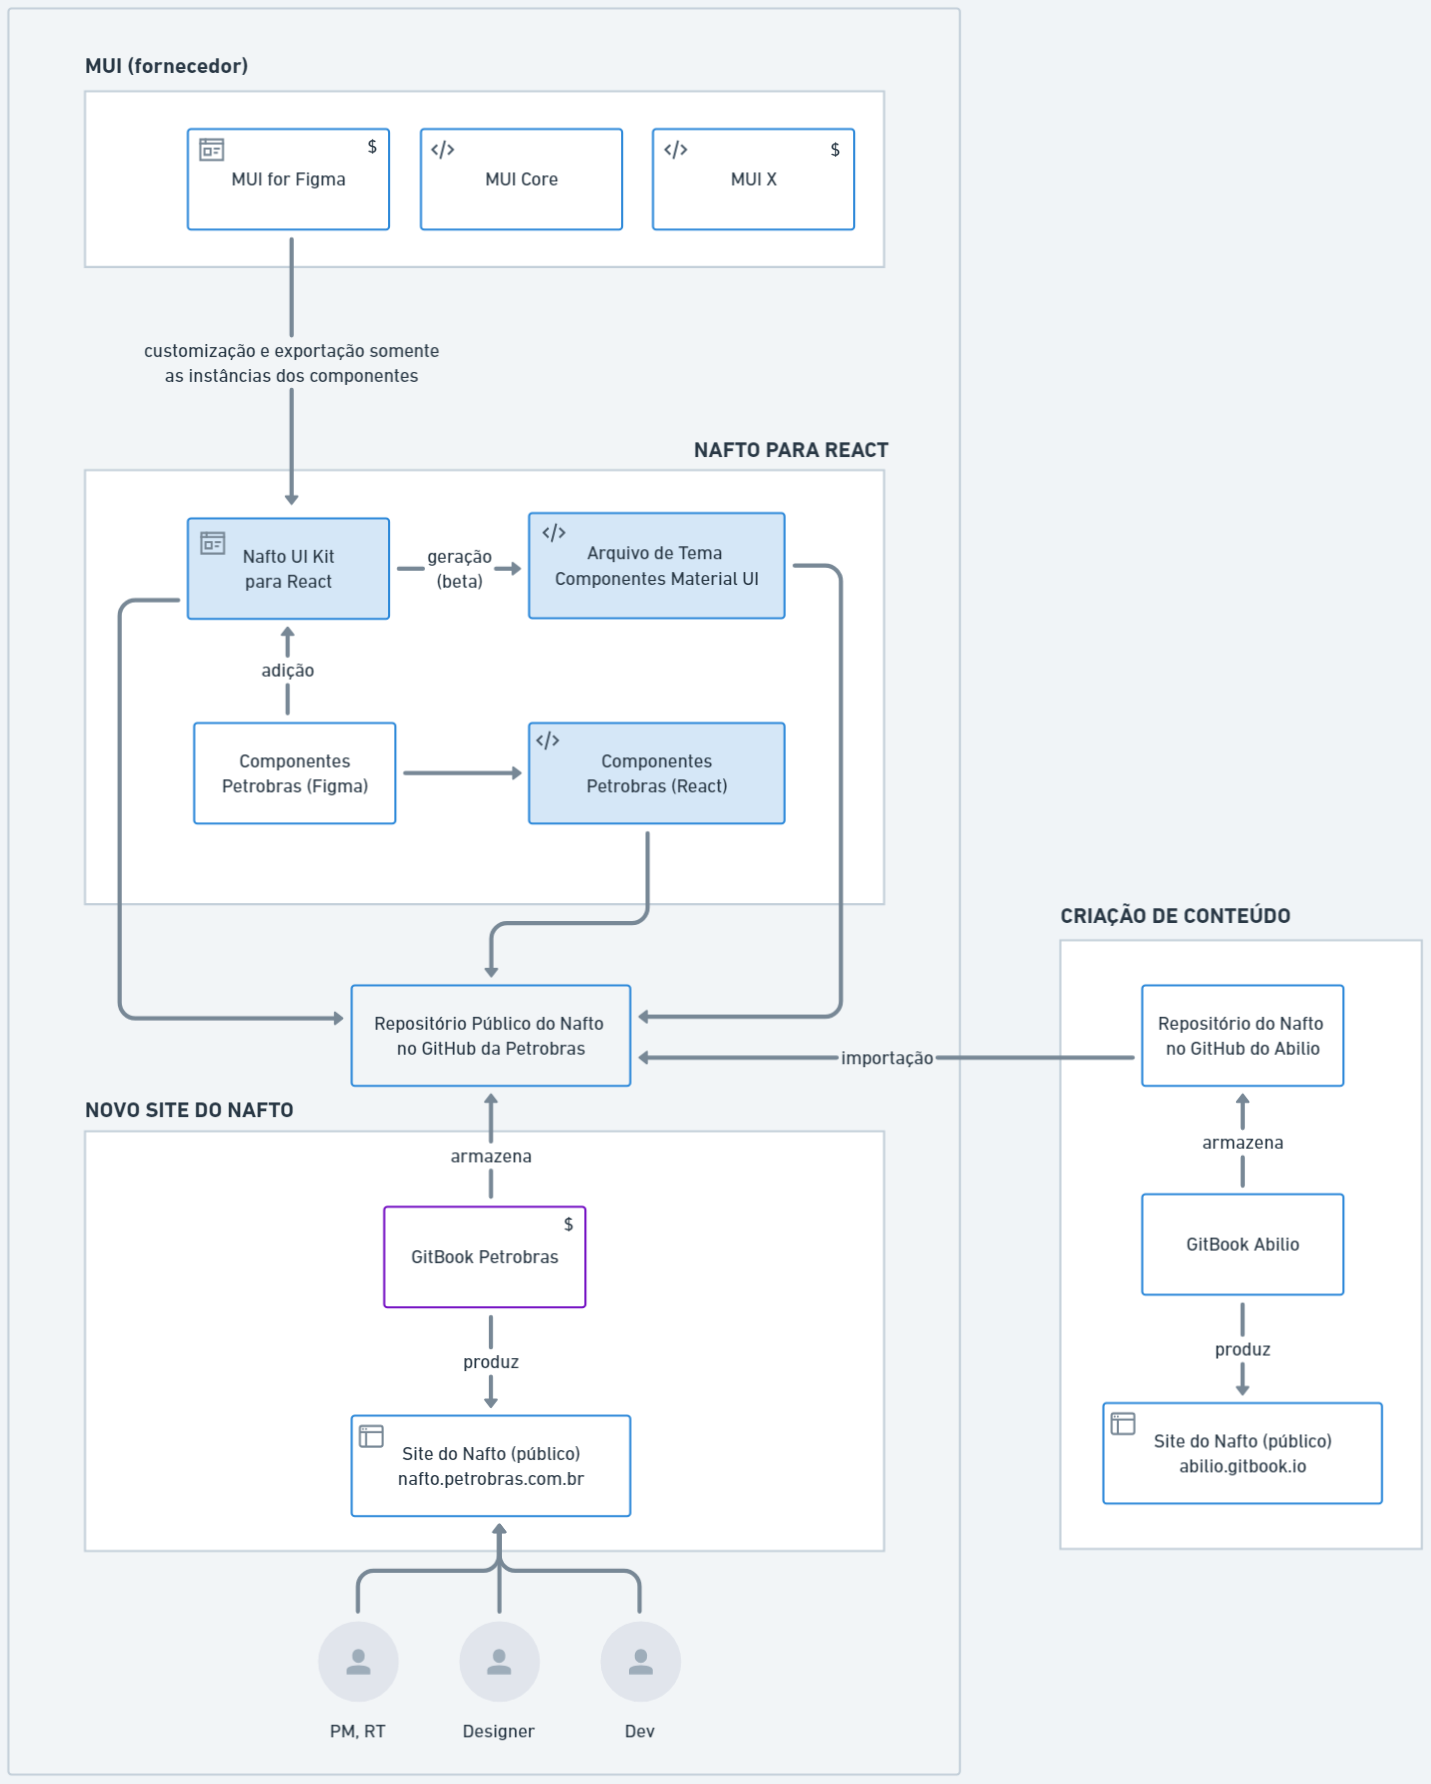 MUI (fornecedor)
$
MUI for Figma
</>
MUI Core
</>
$
MUI X
customização e exportação somente
as instâncias dos componentes
NAFTO PARA REACT
Nafto UI Kit
para React
geração
(beta)
</>
Arquivo de Tema
Componentes Material UI
adição
Componentes
Petrobras (Figma)
</>
Componentes
Petrobras (React)
Repositório Público do Nafto
no GitHub da Petrobras
importação
CRIAÇÃO DE CONTEÚDO
Repositório do Nafto
no GitHub do Abilio
armazena
GitBook Abilio
produz
Site do Nafto (público)
abilio.gitbook.io
NOVO SITE DO NAFTO
armazena
$
GitBook Petrobras
produz
Site do Nafto (público)
nafto.petrobras.com.br
PM, RT
Designer
Dev